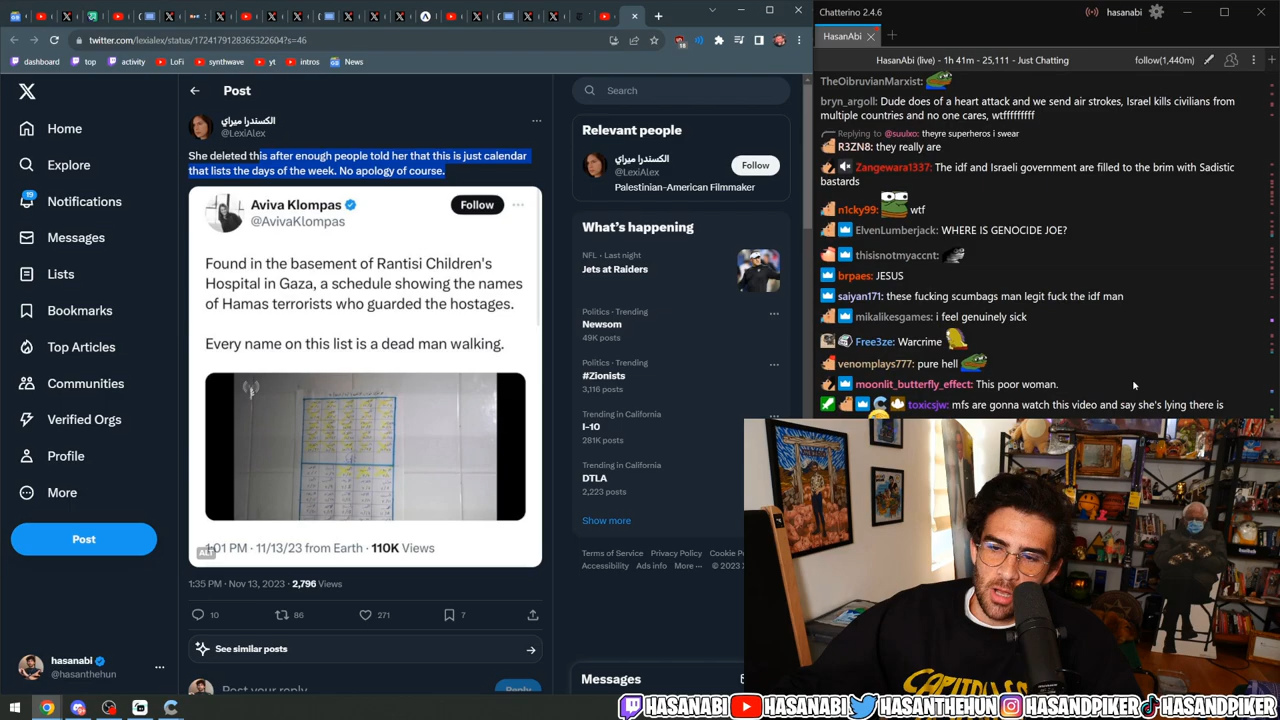 twitter.com/lexialex/status/1724179128365322604?s=46
dashboard
top
activity
LoFi
synthwave
yt
intros
News
Home
Explore
19
Notifications
Messages
Lists
Bookmarks
Top Articles
Communities
Verified Orgs
Profile
More
Post
hasanabi
@hasanthehun
Post
الكسندرا ميراي
@LexiAlex
She deleted this after enough people told her that this is just calendar
that lists the days of the week. No apology of course.
Aviva Klompas
@AvivaKlompas
Follow
Found in the basement of Rantisi Children's
Hospital in Gaza, a schedule showing the names
of Hamas terrorists who guarded the hostages.
Every name on this list is a dead man walking.
ALT
1:01 PM · 11/13/23 from Earth · 110K Views
1:35 PM · Nov 13, 2023 · 2,796 Views
10
86
271
7
See similar posts
Post your reply
Reply
Search
Relevant people
الكسندرا ميراي
@LexiAlex
Follow
Palestinian-American Filmmaker
What's happening
NFL · Last night
Jets at Raiders
Politics · Trending
Newsom
49K posts
Politics · Trending
#Zionists
3,116 posts
Trending in California
I-10
281K posts
Trending in California
DTLA
2,223 posts
Show more
Terms of Service Privacy Policy Cookie Po
Accessibility Ads info More ··· © 2023 X
Messages
Chatterino 2.4.6
hasanabi
HasanAbi
HasanAbi (live) - 1h 41m - 25,111 - Just Chatting
follow(1,440m)
TheOibruvianMarxist:
bryn_argoll: Dude does of a heart attack and we send air strokes, Israel kills civilians from
multiple countries and no one cares, wtfffffffff
Replying to @suulxo: theyre superheros i swear
R3ZN8: they really are
Zangewara1337: The idf and Israeli government are filled to the brim with Sadistic
bastards
n1cky99: wtf
ElvenLumberjack: WHERE IS GENOCIDE JOE?
thisisnotmyaccnt:
brpaes: JESUS
saiyan171: these fucking scumbags man legit fuck the idf man
mikalikesgames: i feel genuinely sick
Free3ze: Warcrime
venomplays777: pure hell
moonlit_butterfly_effect: This poor woman.
toxicsjw: mfs are gonna watch this video and say she's lying there is
HASANABI
HASANABI
HASANTHEHUN
HASANDPIKER
HASANDPIKER